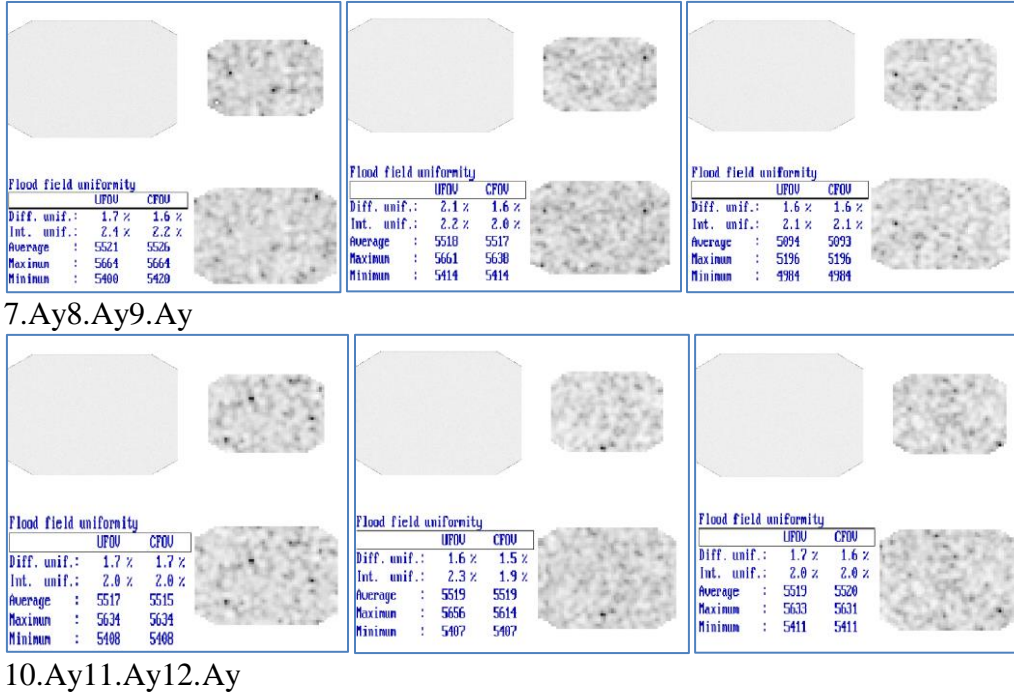 Flood field uniformity
UFOV CFOV
Diff. unif.: 1.7 % 1.6 %
Int. unif.: 2.4 % 2.2 %
Average : 5521 5526
Maximum : 5664 5664
Minimum : 5400 5420
Flood field uniformity
UFOV CFOV
Diff. unif.: 2.1 % 1.6 %
Int. unif.: 2.2 % 2.0 %
Average : 5518 5517
Maximum : 5661 5638
Minimum : 5414 5414
Flood field uniformity
UFOV CFOV
Diff. unif.: 1.6 % 1.6 %
Int. unif.: 2.1 % 2.1 %
Average : 5094 5093
Maximum : 5196 5196
Minimum : 4984 4984
7.Ay8.Ay9.Ay
Flood field uniformity
UFOV CFOV
Diff. unif.: 1.7 % 1.7 %
Int. unif.: 2.0 % 2.0 %
Average : 5517 5515
Maximum : 5634 5634
Minimum : 5408 5408
Flood field uniformity
UFOV CFOV
Diff. unif.: 1.6 % 1.5 %
Int. unif.: 2.3 % 1.9 %
Average : 5519 5519
Maximum : 5656 5614
Minimum : 5407 5407
Flood field uniformity
UFOV CFOV
Diff. unif.: 1.7 % 1.6 %
Int. unif.: 2.0 % 2.0 %
Average : 5519 5520
Maximum : 5633 5631
Minimum : 5411 5411
10.Ay11.Ay12.Ay